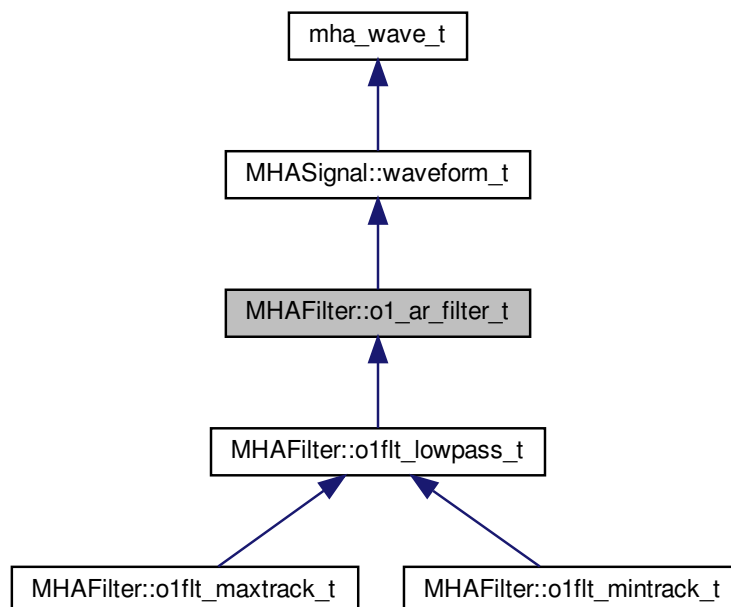 mha_wave_t
MHASignal::waveform_t
MHAFilter::o1_ar_filter_t
MHAFilter::o1flt_lowpass_t
MHAFilter::o1flt_maxtrack_t
MHAFilter::o1flt_mintrack_t